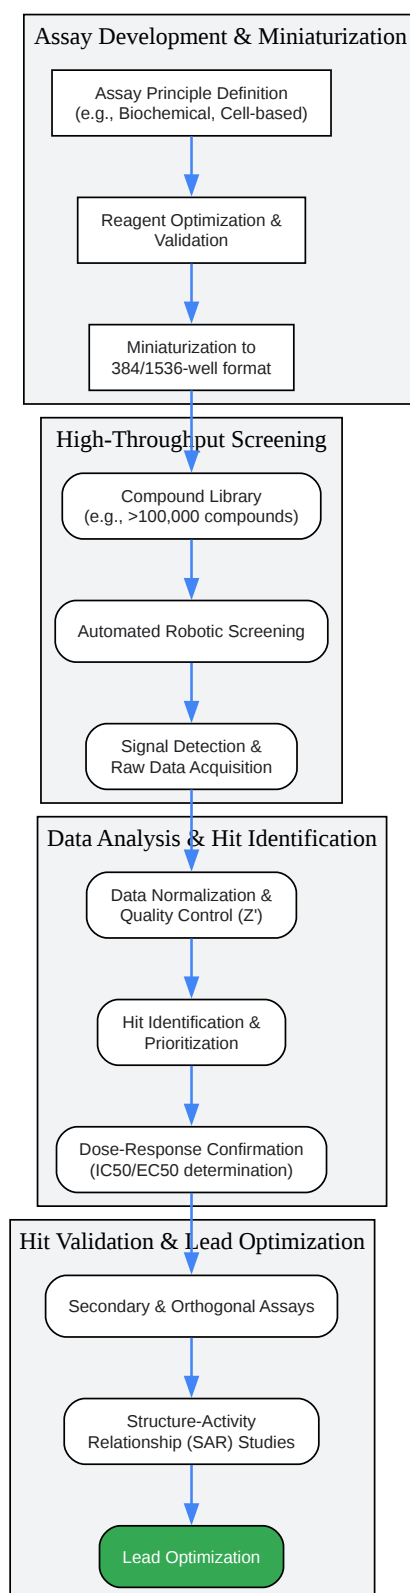 Assay Development & Miniaturization
Assay Principle Definition
(e.g., Biochemical, Cell-based)
Reagent Optimization &
Validation
Miniaturization to
384/1536-well format
High-Throughput Screening
Compound Library
(e.g., >100,000 compounds)
Automated Robotic Screening
Signal Detection &
Raw Data Acquisition
Data Analysis & Hit Identification
Data Normalization &
Quality Control (Z')
Hit Identification &
Prioritization
Dose-Response Confirmation
(IC50/EC50 determination)
Hit Validation & Lead Optimization
Secondary & Orthogonal Assays
Structure-Activity
Relationship (SAR) Studies
Lead Optimization